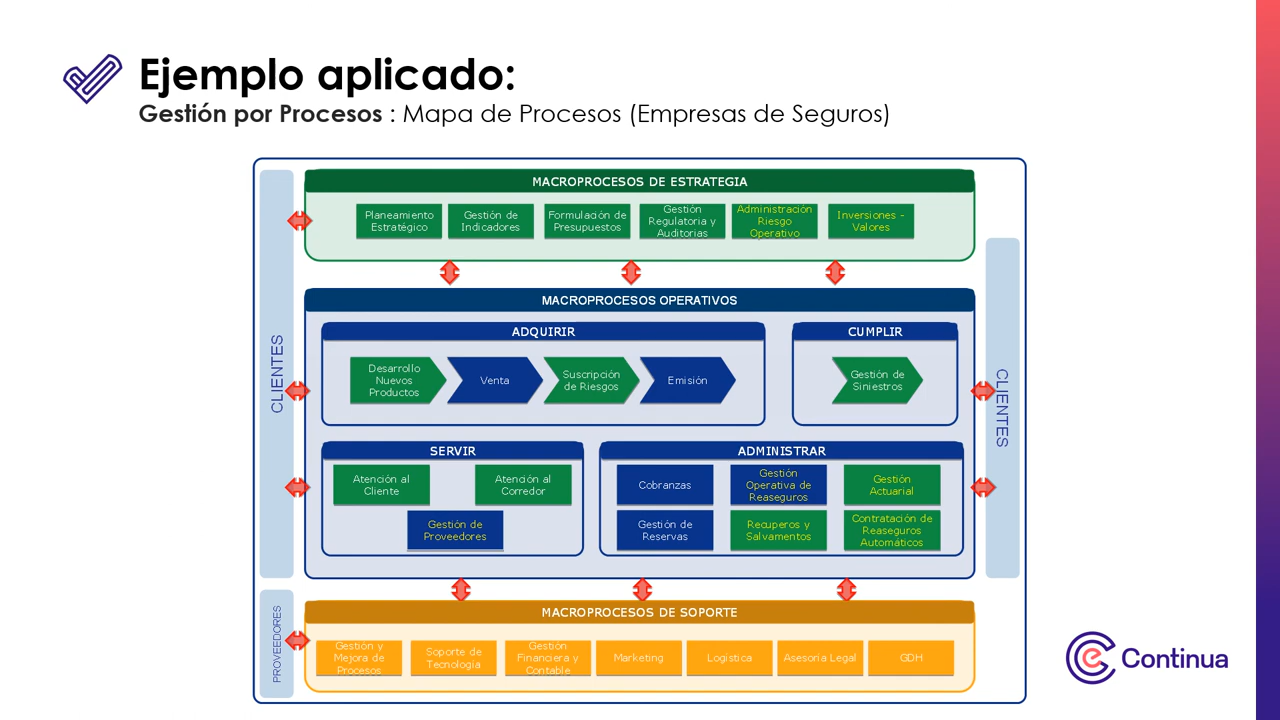 Ejemplo aplicado:
Gestión por Procesos : Mapa de Procesos (Empresas de Seguros)
CLIENTES
MACROPROCESOS DE ESTRATEGIA
Planeamiento
Estratégico
Gestión de
Indicadores
Formulación de
Presupuestos
Gestión
Regulatoria y
Auditorias
Administración
Riesgo
Operativo
Inversiones -
Valores
MACROPROCESOS OPERATIVOS
ADQUIRIR
Desarrollo
Nuevos
Productos
Venta
Suscripción
de Riesgos
Emisión
CUMPLIR
Gestión de
Siniestros
SERVIR
Atención al
Cliente
Atención al
Corredor
Gestión de
Proveedores
ADMINISTRAR
Cobranzas
Gestión
Operativa de
Reaseguros
Gestión
Actuarial
Gestión de
Reservas
Recuperos y
Salvamentos
Contratación de
Reaseguros
Automáticos
CLIENTES
PROVEEDORES
MACROPROCESOS DE SOPORTE
Gestión y
Mejora de
Procesos
Soporte de
Tecnología
Gestión
Financiera y
Contable
Marketing
Logística
Asesoría Legal
GDH
Continua